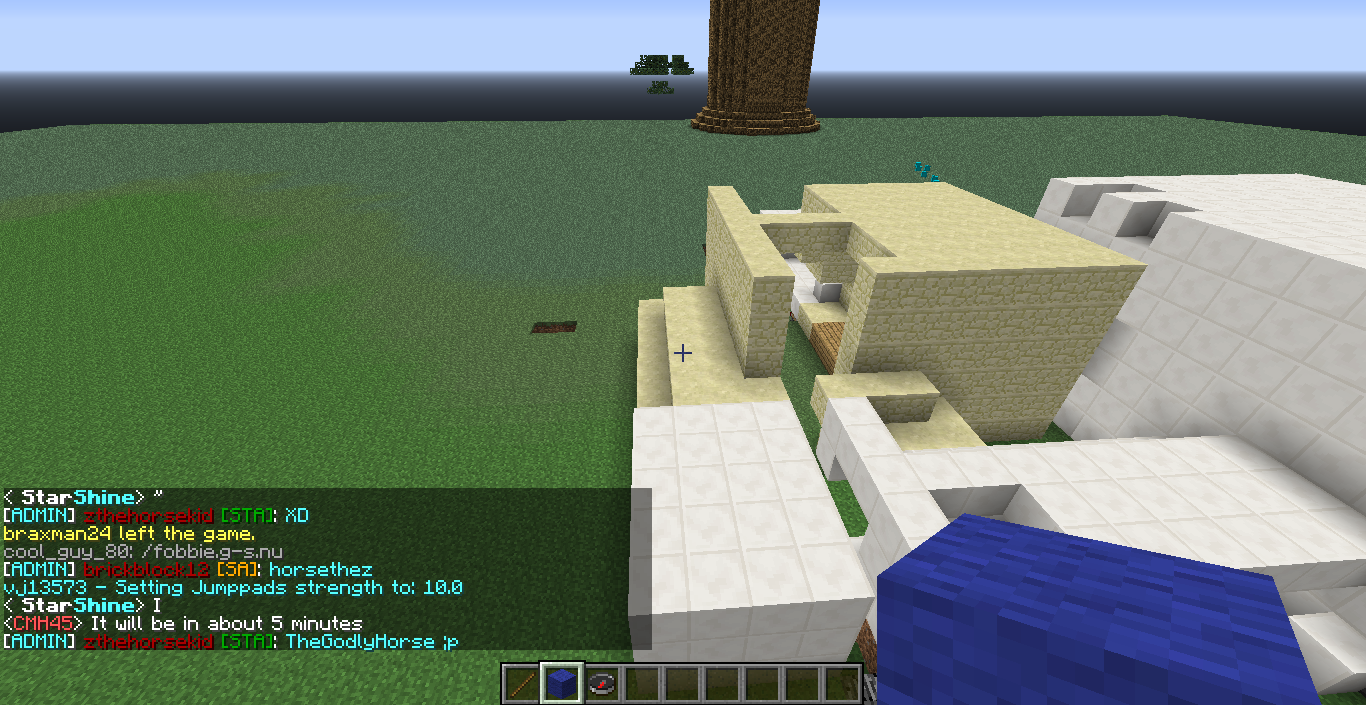 < StarShine> "
[ADMIN] zthehorsekid [STA]: XD
braxman24 left the game.
cool_guy_80: /fobbie.g-s.nu
[ADMIN] brickblock12 [SA]: horsethez
vj13573 - Setting Jumppads strength to: 10.0
< StarShine> I
<CMH45> It will be in about 5 minutes
[ADMIN] zthehorsekid [STA]: TheGodlyHorse ;p